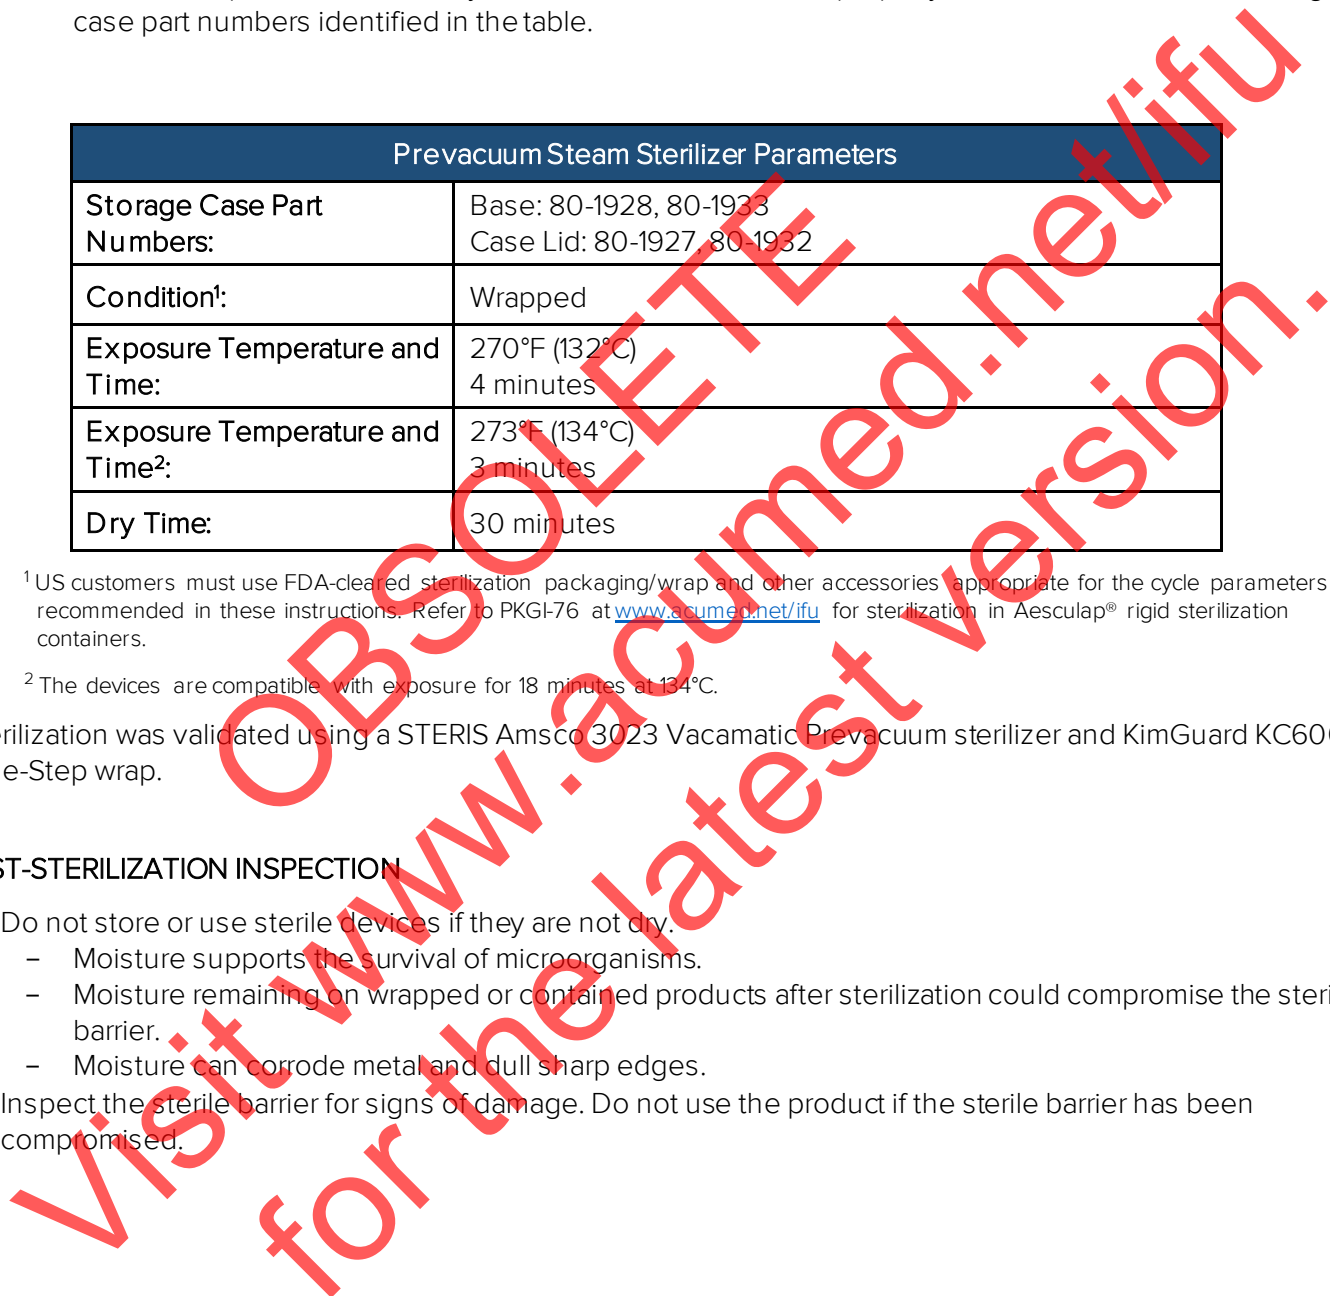 case part numbers identified in the table.
Prevacuum Steam Sterilizer Parameters
Storage Case Part
Numbers:
Base: 80-1928, 80-1933
Case Lid: 80-1927, 80-1932
Condition¹:
Wrapped
Exposure Temperature and
Time:
270°F (132°C)
4 minutes
Exposure Temperature and
Time²:
273°F (134°C)
3 minutes
Dry Time:
30 minutes
¹ US customers must use FDA-cleared sterilization packaging/wrap and other accessories appropriate for the cycle parameters
recommended in these instructions. Refer to PKGI-76 at www.acumed.net/ifu for sterilization in Aesculap® rigid sterilization
containers.
² The devices are compatible with exposure for 18 minutes at 134°C.
rilization was validated using a STERIS Amsco 3023 Vacamatic Prevacuum sterilizer and KimGuard KC60
e-Step wrap.
ST-STERILIZATION INSPECTION
Do not store or use sterile devices if they are not dry.
– Moisture supports the survival of microorganisms.
– Moisture remaining on wrapped or contained products after sterilization could compromise the steri
barrier.
– Moisture can corrode metal and dull sharp edges.
Inspect the sterile barrier for signs of damage. Do not use the product if the sterile barrier has been
compromised.
OBSOLETE
Visit www.acumed.net/ifu
for the latest version.